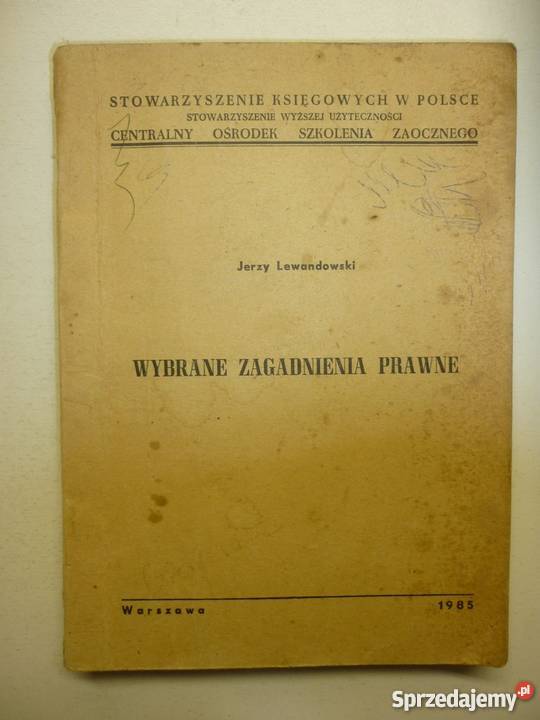 STOWARZYSZENIE KSIĘGOWYCH W POLSCE
STOWARZYSZENIE WYŻSZEJ UŻYTECZNOŚCI
CENTRALNY OŚRODEK SZKOLENIA ZAOCZNEGO
Jerzy Lewandowski
WYBRANE ZAGADNIENIA PRAWNE
Warszawa 1985
Sprzedajemy.pl